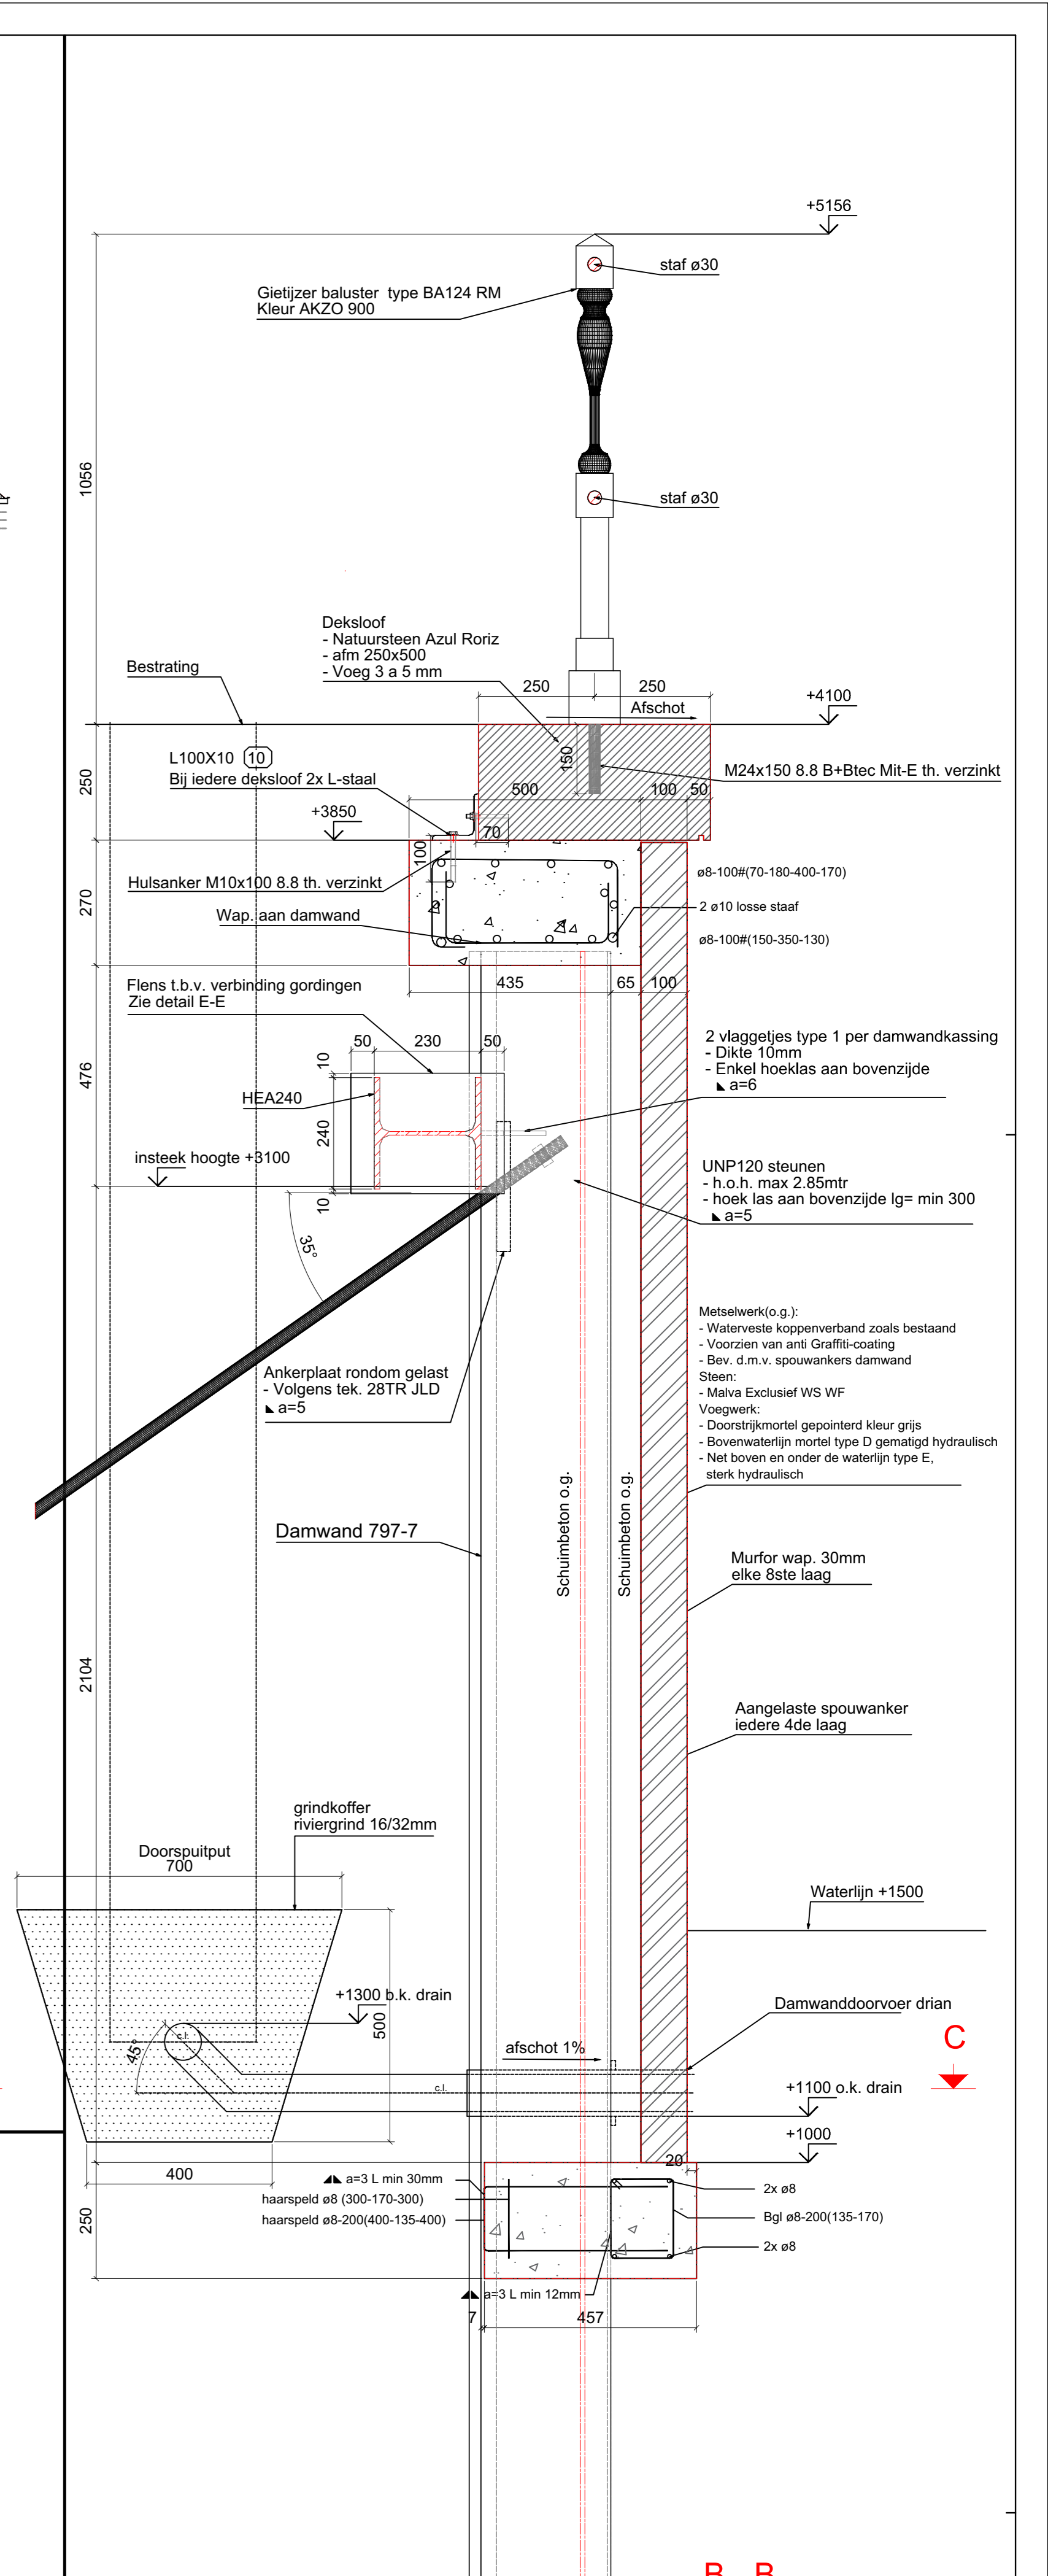 +5156
staf ø30
Gietijzer baluster type BA124 RM
Kleur AKZO 900
1056
staf ø30
Deksloof
- Natuursteen Azul Roriz
- afm 250x500
- Voeg 3 a 5 mm
Bestrating
250 250
+4100
Afschot
L100X10 10
Bij iedere deksloof 2x L-staal
150
M24x150 8.8 B+Btec Mit-E th. verzinkt
250
500 100 50
+3850
70
100
ø8-100#(70-180-400-170)
Hulsanker M10x100 8.8 th. verzinkt
270
2 ø10 losse staaf
Wap. aan damwand
ø8-100#(150-350-130)
435 65 100
Flens t.b.v. verbinding gordingen
Zie detail E-E
2 vlaggetjes type 1 per damwandkassing
- Dikte 10mm
- Enkel hoeklas aan bovenzijde
a=6
50 230 50
10
476
HEA240
240
insteek hoogte +3100
10
UNP120 steunen
- h.o.h. max 2.85mtr
- hoek las aan bovenzijde lg= min 300
a=5
35°
Metselwerk(o.g.):
- Waterveste koppenverband zoals bestaand
- Voorzien van anti Graffiti-coating
- Bev. d.m.v. spouwankers damwand
Steen:
- Malva Exclusief WS WF
Voegwerk:
- Doorstrijkmortel gepointerd kleur grijs
- Bovenwaterlijn mortel type D gematigd hydraulisch
- Net boven en onder de waterlijn type E,
sterk hydraulisch
Ankerplaat rondom gelast
- Volgens tek. 28TR JLD
a=5
Schuimbeton o.g.
Schuimbeton o.g.
Damwand 797-7
Murfor wap. 30mm
elke 8ste laag
2104
Aangelaste spouwanker
iedere 4de laag
grindkoffer
riviergrind 16/32mm
Doorspuitput
700
Waterlijn +1500
+1300 b.k. drain
500
Damwanddoorvoer drian
c.l.
45°
afschot 1%
C
c.l.
+1100 o.k. drain
+1000
20
400
a=3 L min 30mm
2x ø8
haarspeld ø8 (300-170-300)
250
haarspeld ø8-200(400-135-400)
Bgl ø8-200(135-170)
2x ø8
a=3 L min 12mm
7 457
B B